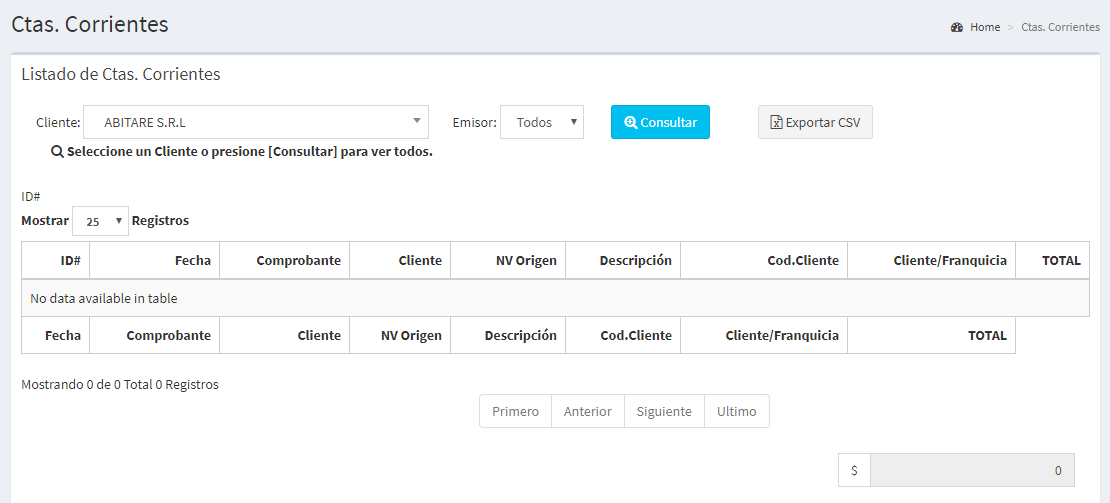 Ctas. Corrientes
Home > Ctas. Corrientes
Listado de Ctas. Corrientes
Cliente: ABITARE S.R.L Emisor: Todos Consultar Exportar CSV
Seleccione un Cliente o presione [Consultar] para ver todos.
ID#
Mostrar 25 Registros
ID# Fecha Comprobante Cliente NV Origen Descripción Cod.Cliente Cliente/Franquicia TOTAL
No data available in table
Fecha Comprobante Cliente NV Origen Descripción Cod.Cliente Cliente/Franquicia TOTAL
Mostrando 0 de 0 Total 0 Registros
Primero Anterior Siguiente Ultimo
$ 0